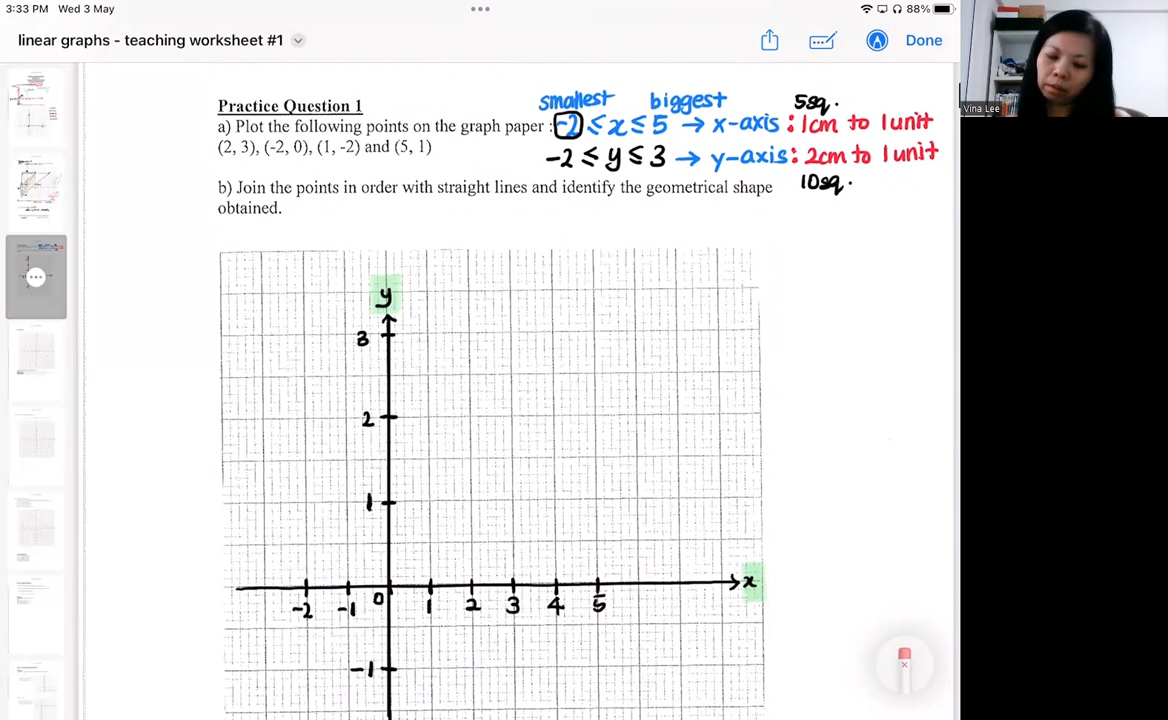 3:33 PM Wed 3 May
88%
linear graphs - teaching worksheet #1
Done
Vina Lee
smallest biggest 5sq.
Practice Question 1
a) Plot the following points on the graph paper : -2 ≤ x ≤ 5 → x-axis : 1cm to 1 unit
(2, 3), (-2, 0), (1, -2) and (5, 1)
-2 ≤ y ≤ 3 → y-axis : 2cm to 1 unit
10sq.
b) Join the points in order with straight lines and identify the geometrical shape
obtained.
y
3
2
1
x
-2 -1 0 1 2 3 4 5
-1